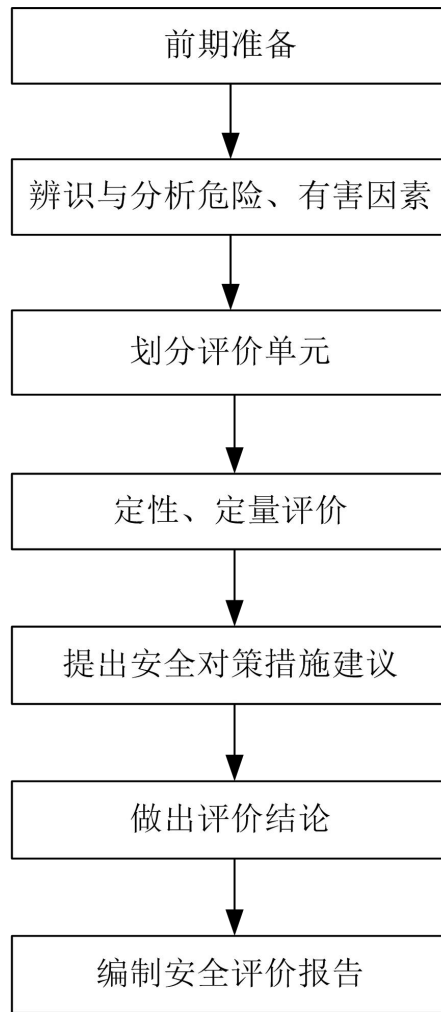 前期准备
辨识与分析危险、有害因素
划分评价单元
定性、定量评价
提出安全对策措施建议
做出评价结论
编制安全评价报告